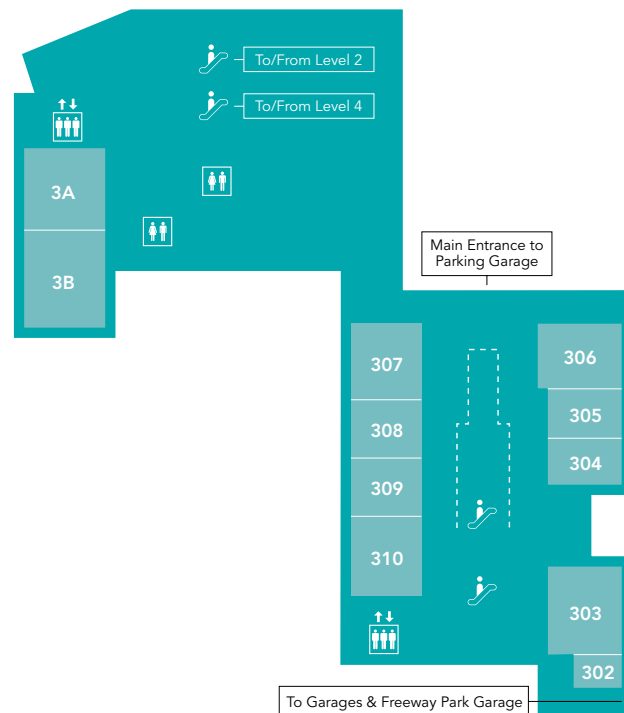 To/From Level 2
To/From Level 4
3A
3B
Main Entrance to
Parking Garage
307
306
305
308
304
309
310
303
302
To Garages & Freeway Park Garage